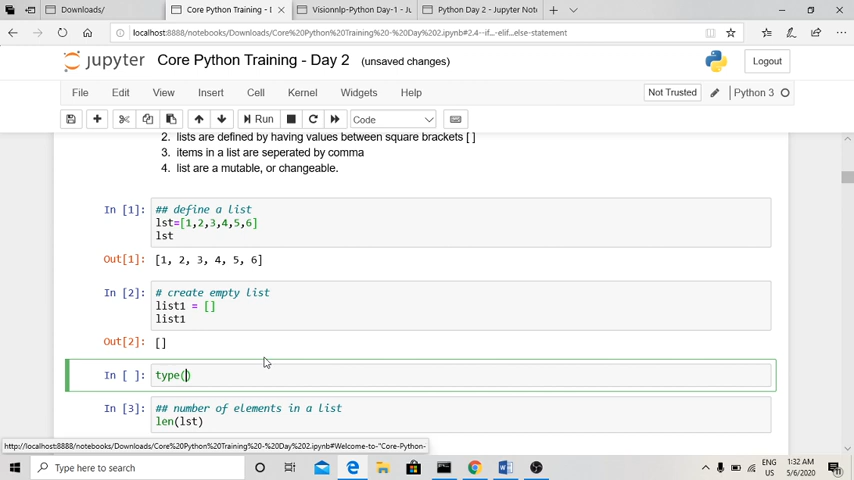 Downloads/
Core Python Training - D
Visionnlp-Python Day-1 - Ju
Python Day 2 - Jupyter Not
localhost:8888/notebooks/Downloads/Core%20Python%20Training%20-%20Day%202.ipynb#2.4--if...-elif...else-statement
jupyter Core Python Training - Day 2 (unsaved changes)
Logout
File Edit View Insert Cell Kernel Widgets Help
Not Trusted
Python 3
Run
Code
2. lists are defined by having values between square brackets [ ]
3. items in a list are seperated by comma
4. list are a mutable, or changeable.
In [1]: ## define a list
lst=[1,2,3,4,5,6]
lst
Out[1]: [1, 2, 3, 4, 5, 6]
In [2]: # create empty list
list1 = []
list1
Out[2]: []
In [ ]: type()
In [3]: ## number of elements in a list
len(lst)
http://localhost:8888/notebooks/Downloads/Core%20Python%20Training%20-%20Day%202.ipynb#Welcome-to-"Core-Python-
Type here to search
ENG
US
1:32 AM
5/6/2020